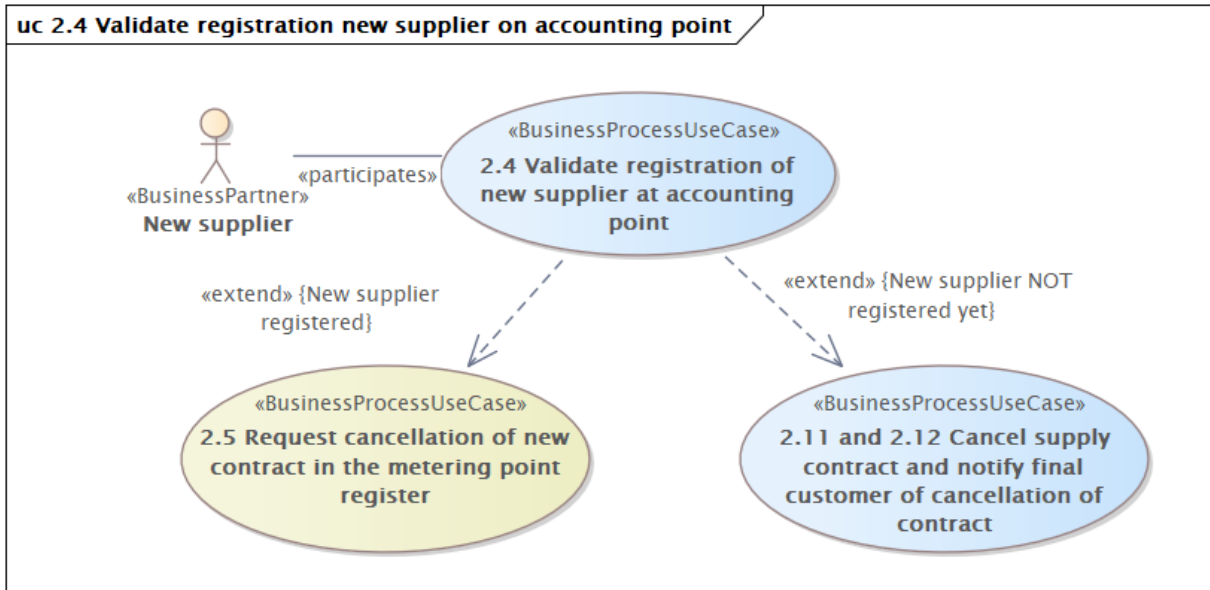 uc 2.4 Validate registration new supplier on accounting point
«BusinessProcessUseCase»
2.4 Validate registration of
new supplier at accounting
point
«participates»
«BusinessPartner»
New supplier
«extend» {New supplier
registered}
«extend» {New supplier NOT
registered yet}
«BusinessProcessUseCase»
2.5 Request cancellation of new
contract in the metering point
register
«BusinessProcessUseCase»
2.11 and 2.12 Cancel supply
contract and notify final
customer of cancellation of
contract